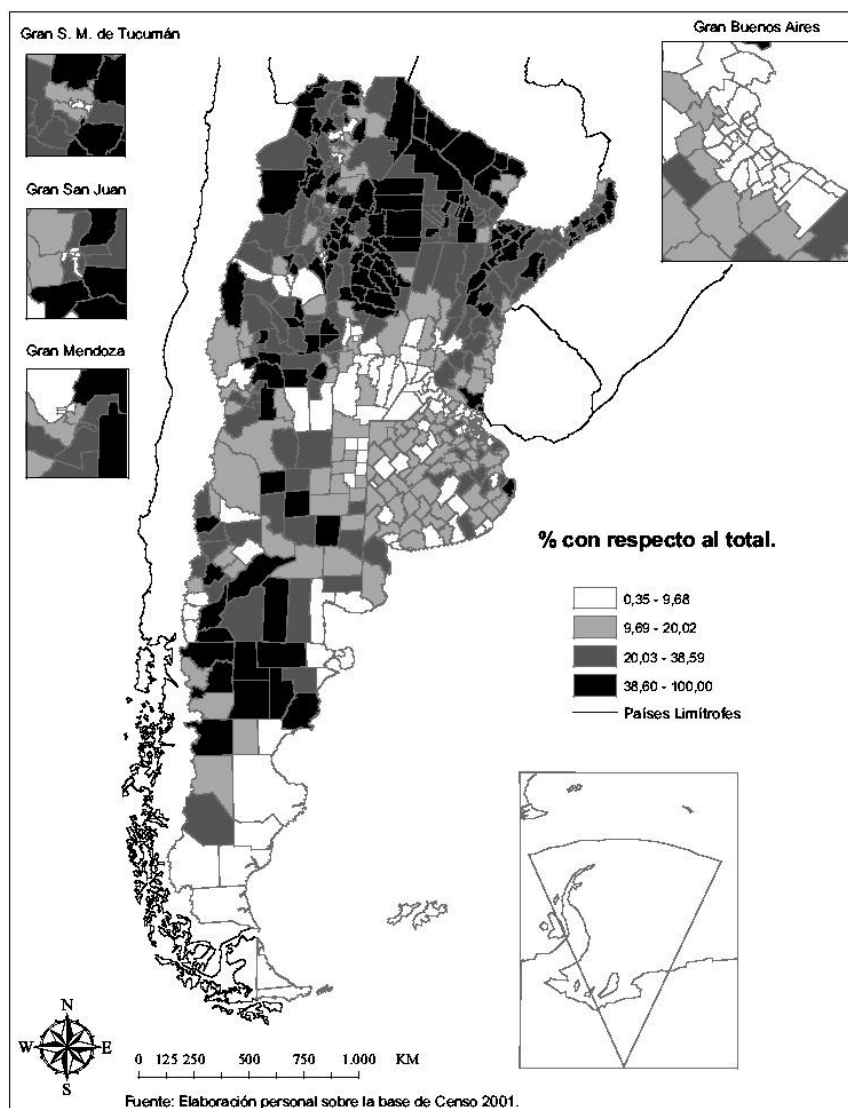 Gran S. M. de Tucumán
Gran Buenos Aires
Gran San Juan
Gran Mendoza
% con respecto al total.
0,35 - 9,68
9,69 - 20,02
20,03 - 38,59
38,60 - 100,00
Países Limítrofes
N
W E
S
0 125 250 500 750 1.000 KM
Fuente: Elaboración personal sobre la base de Censo 2001.